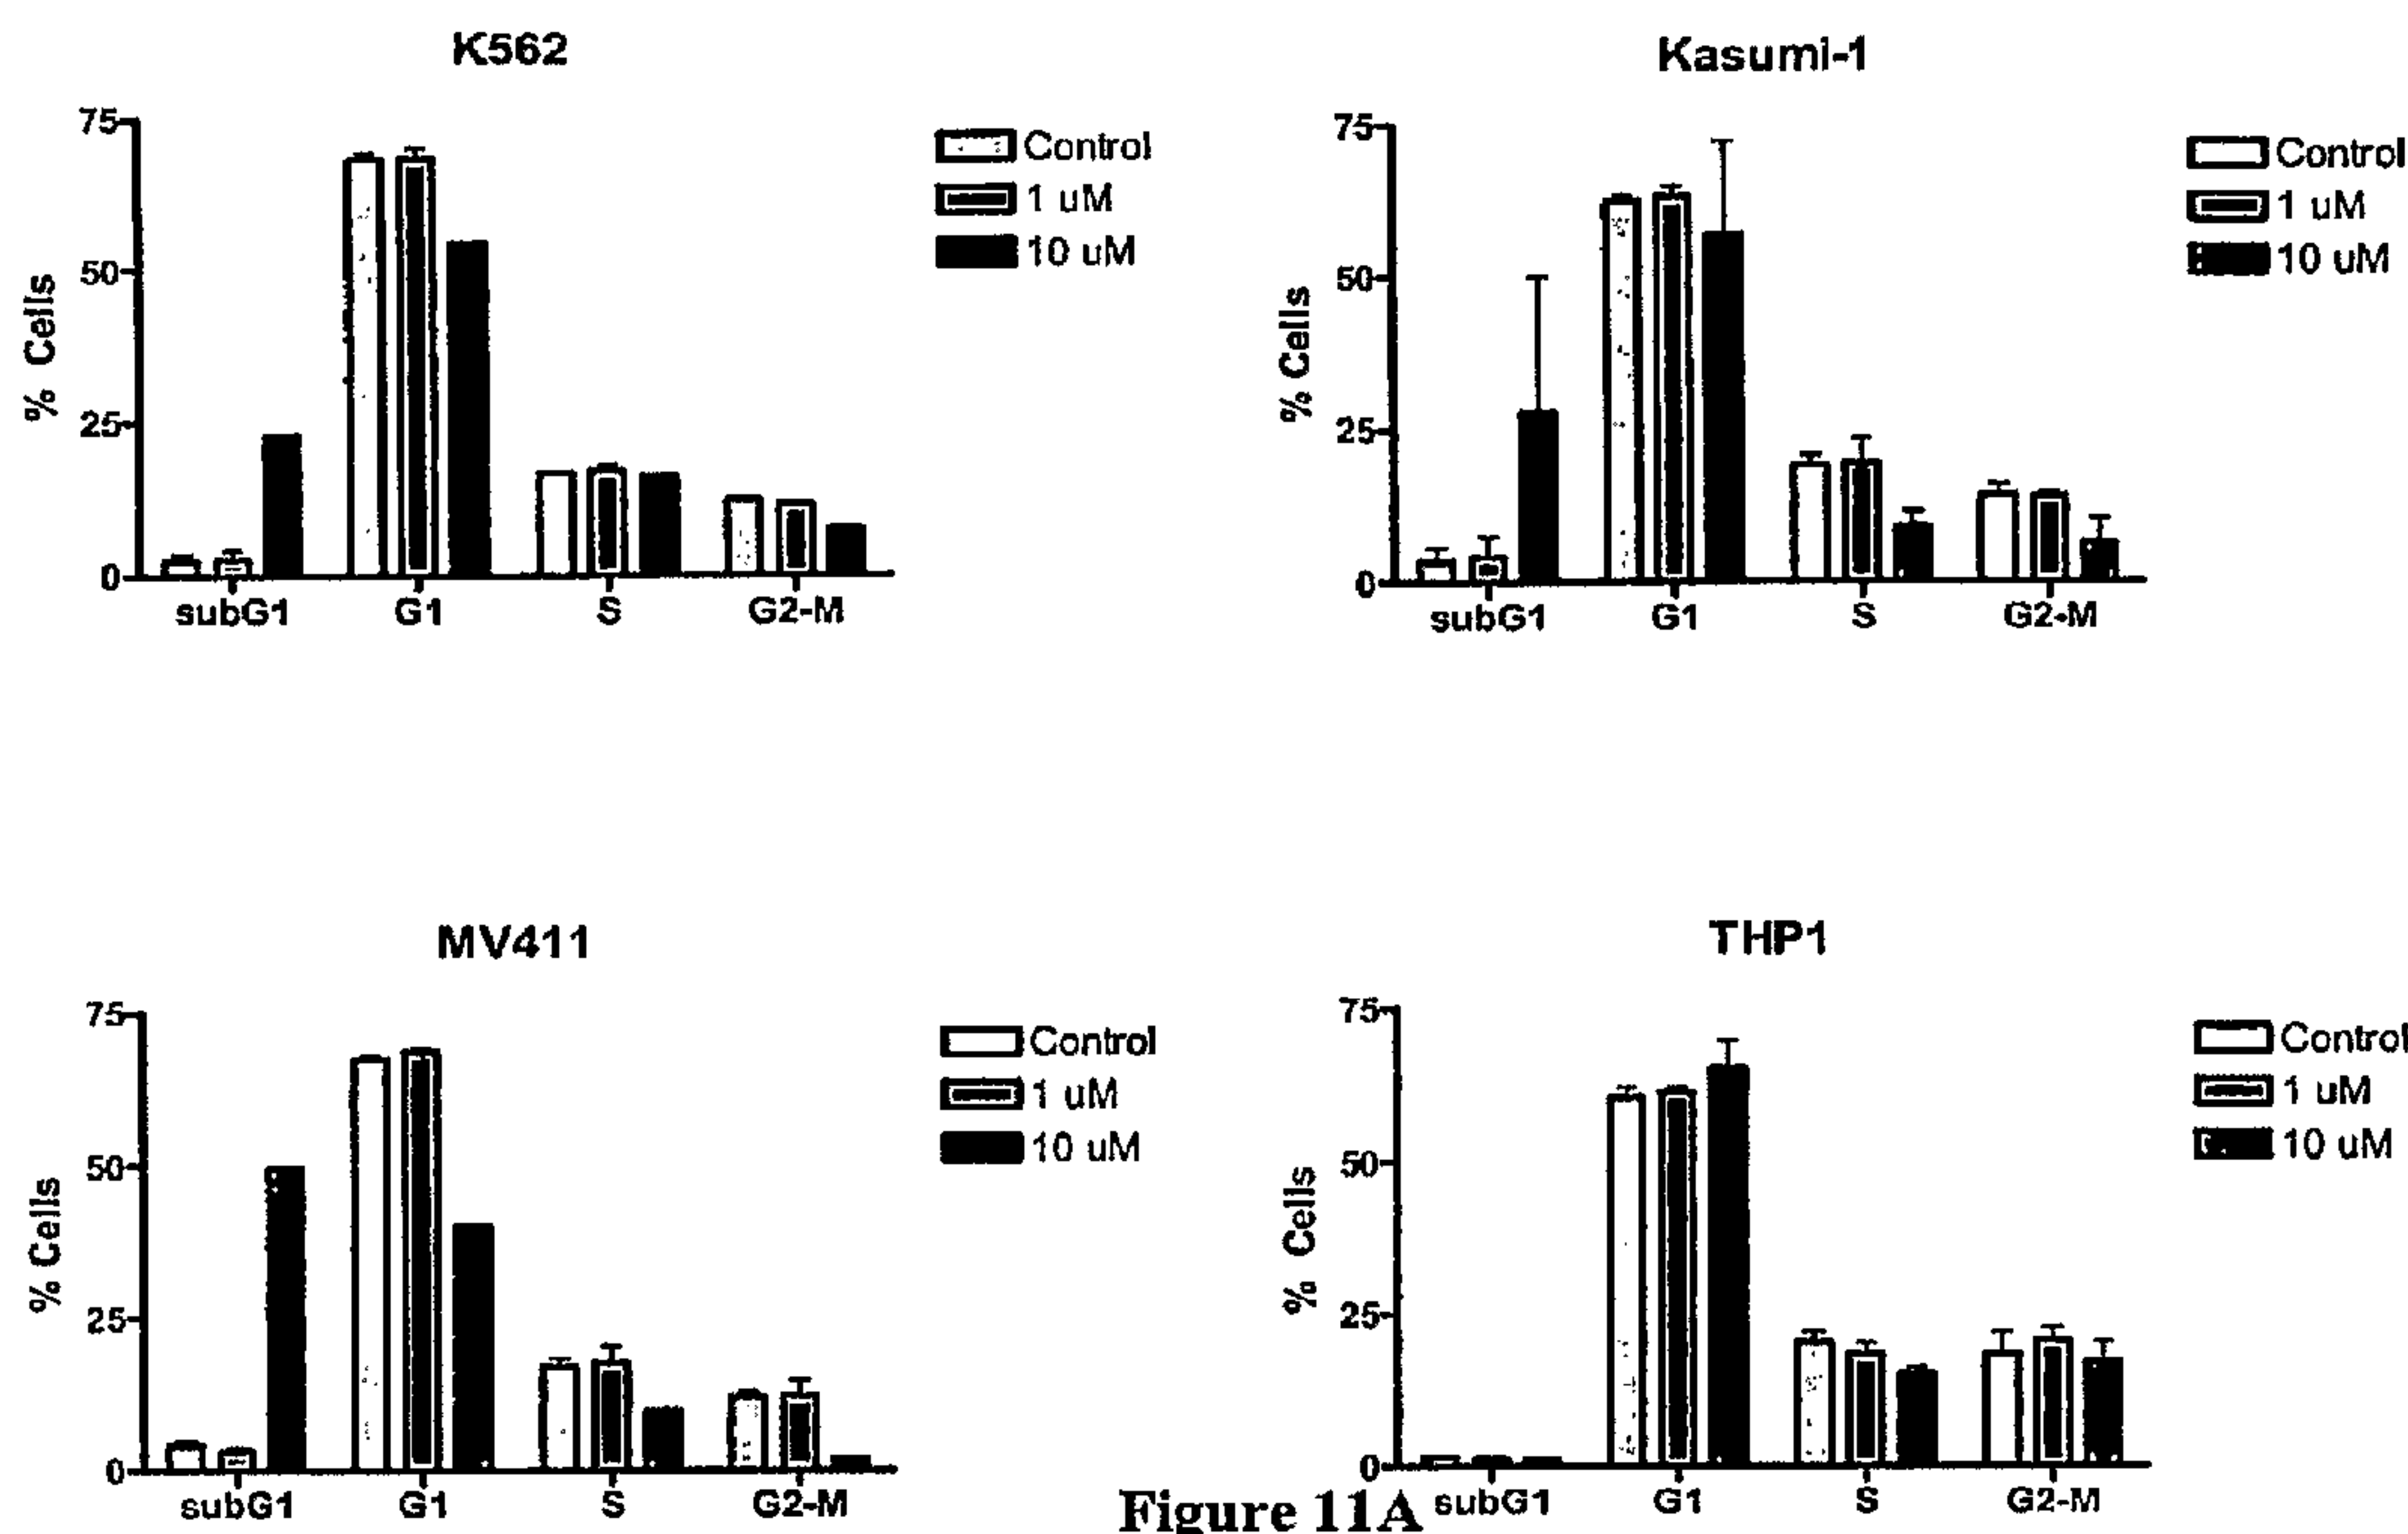 K562
75
50
25
0
% Cells
subG1 G1 S G2-M
Control
1 uM
10 uM
Kasumi-1
75
50
25
0
% Cells
subG1 G1 S G2-M
Control
1 uM
10 uM
MV411
75
50
25
0
% Cells
subG1 G1 S G2-M
Control
1 uM
10 uM
THP1
75
50
25
0
% Cells
subG1 G1 S G2-M
Control
1 uM
10 uM
Figure 11A